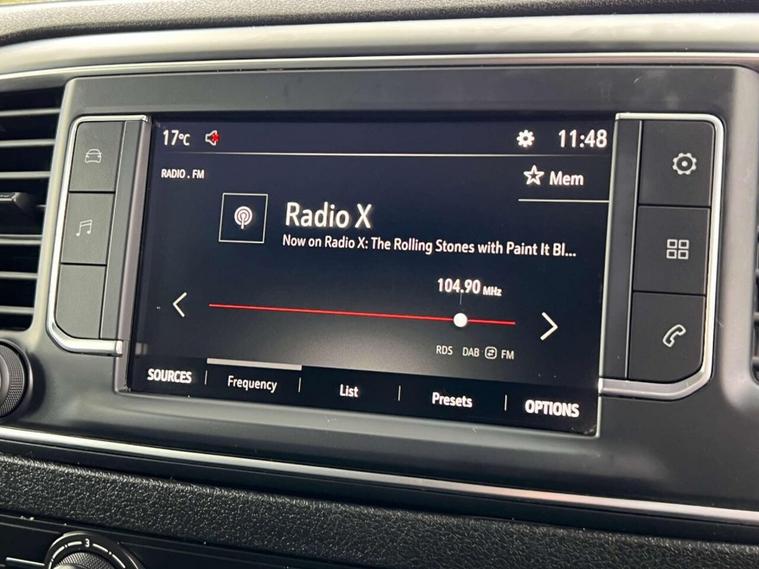 17°C 11:48
RADIO . FM
Mem
Radio X
Now on Radio X: The Rolling Stones with Paint It Bl...
104.90 MHz
RDS DAB FM
SOURCES Frequency List Presets OPTIONS
3